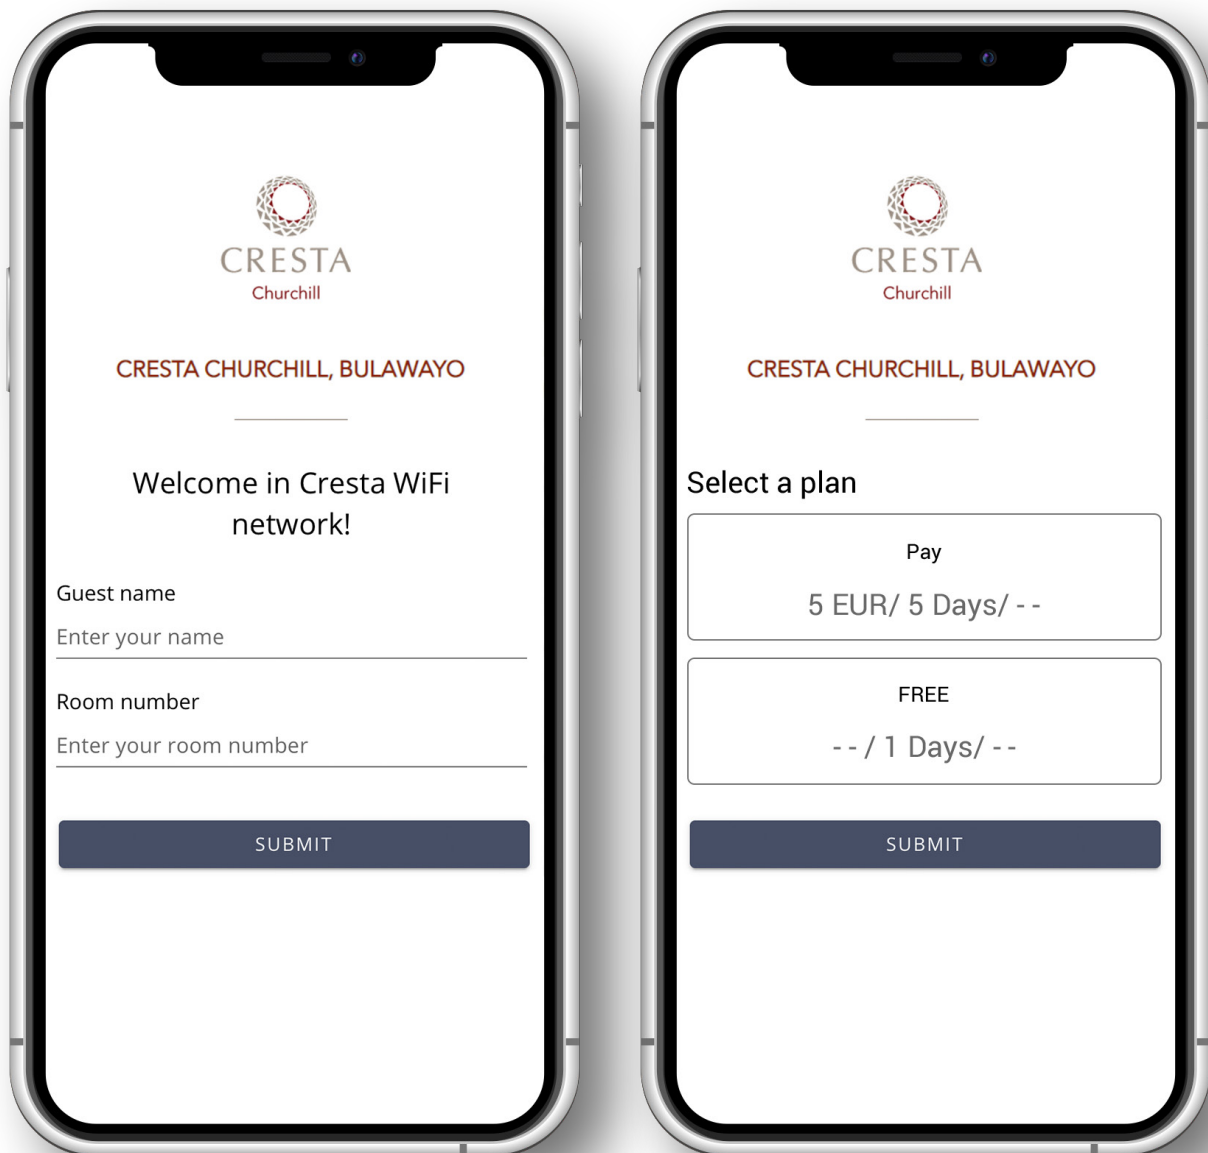 CRESTA
Churchill
CRESTA CHURCHILL, BULAWAYO
Welcome in Cresta WiFi
network!
Guest name
Enter your name
Room number
Enter your room number
SUBMIT
CRESTA
Churchill
CRESTA CHURCHILL, BULAWAYO
Select a plan
Pay
5 EUR/ 5 Days/ - -
FREE
- - / 1 Days/ - -
SUBMIT